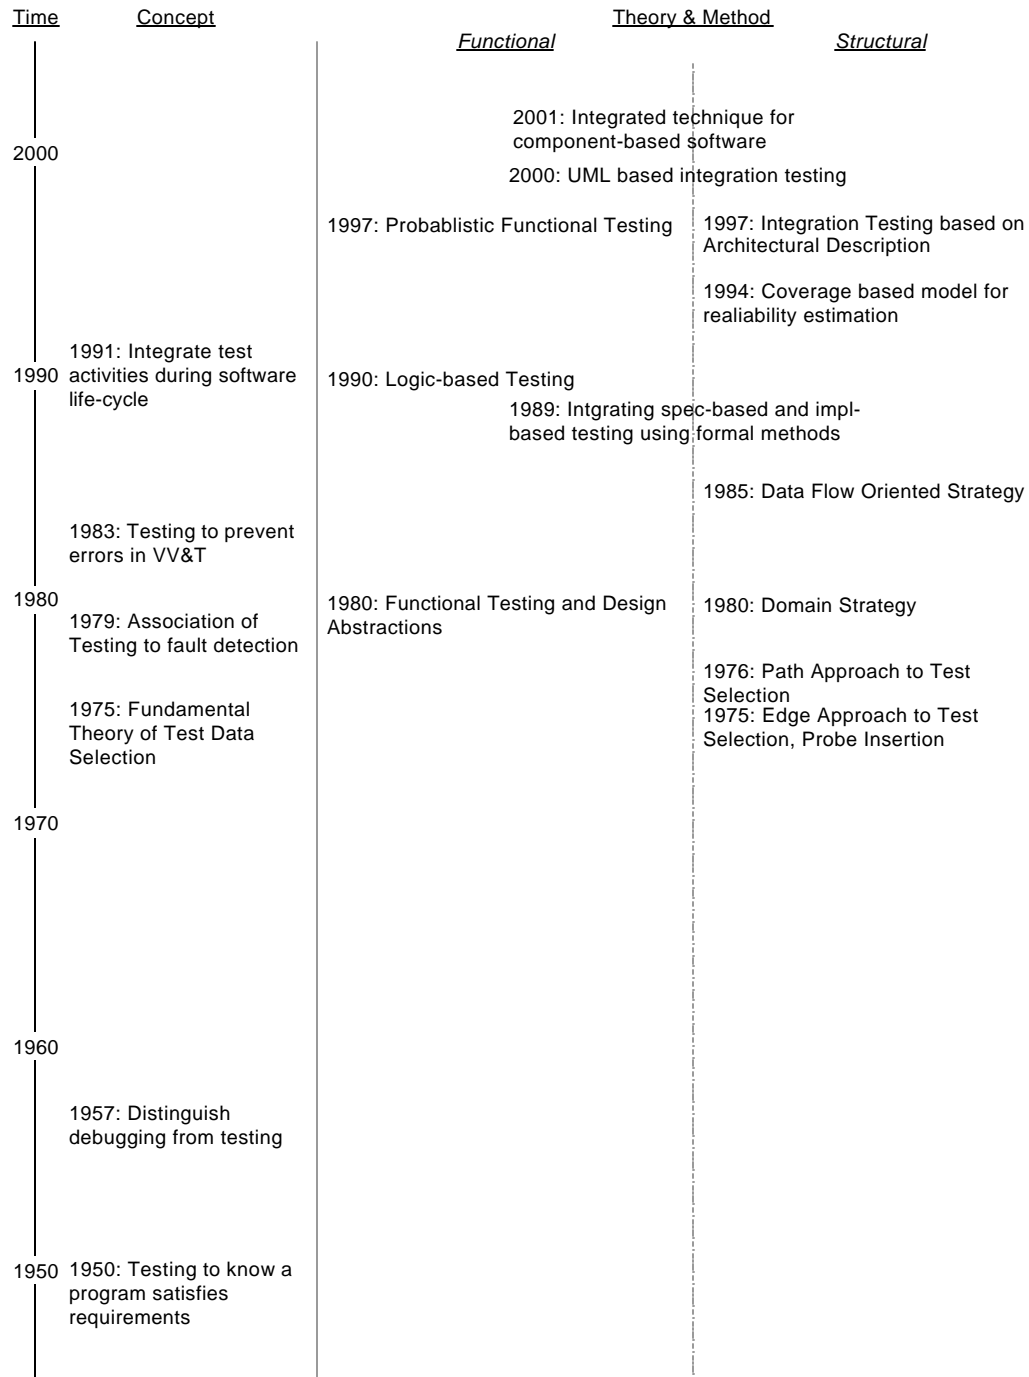 Time
Concept
Theory & Method
Functional
Structural
2001: Integrated technique for
component-based software
2000
2000: UML based integration testing
1997: Probablistic Functional Testing
1997: Integration Testing based on
Architectural Description
1994: Coverage based model for
realiability estimation
1991: Integrate test
activities during software
life-cycle
1990
1990: Logic-based Testing
1989: Intgrating spec-based and impl-
based testing using formal methods
1985: Data Flow Oriented Strategy
1983: Testing to prevent
errors in VV&T
1980
1979: Association of
Testing to fault detection
1980: Functional Testing and Design
Abstractions
1980: Domain Strategy
1976: Path Approach to Test
Selection
1975: Fundamental
Theory of Test Data
Selection
1975: Edge Approach to Test
Selection, Probe Insertion
1970
1960
1957: Distinguish
debugging from testing
1950
1950: Testing to know a
program satisfies
requirements